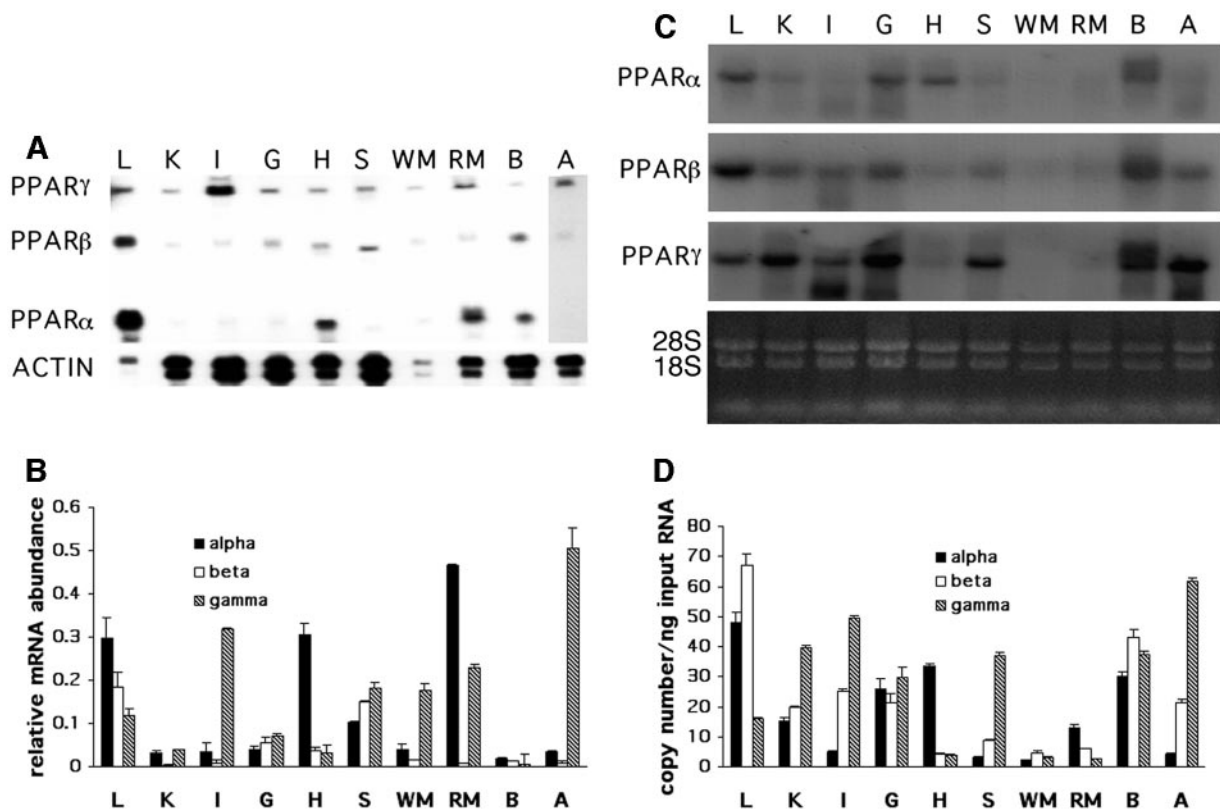 A
L K I G H S WM RM B A
PPARγ
PPARβ
PPARα
ACTIN
B
relative mRNA abundance
0.6
0.5
0.4
0.3
0.2
0.1
0
alpha
beta
gamma
L K I G H S WM RM B A
C
L K I G H S WM RM B A
PPARα
PPARβ
PPARγ
28S
18S
D
copy number/ng input RNA
80
70
60
50
40
30
20
10
0
alpha
beta
gamma
L K I G H S WM RM B A